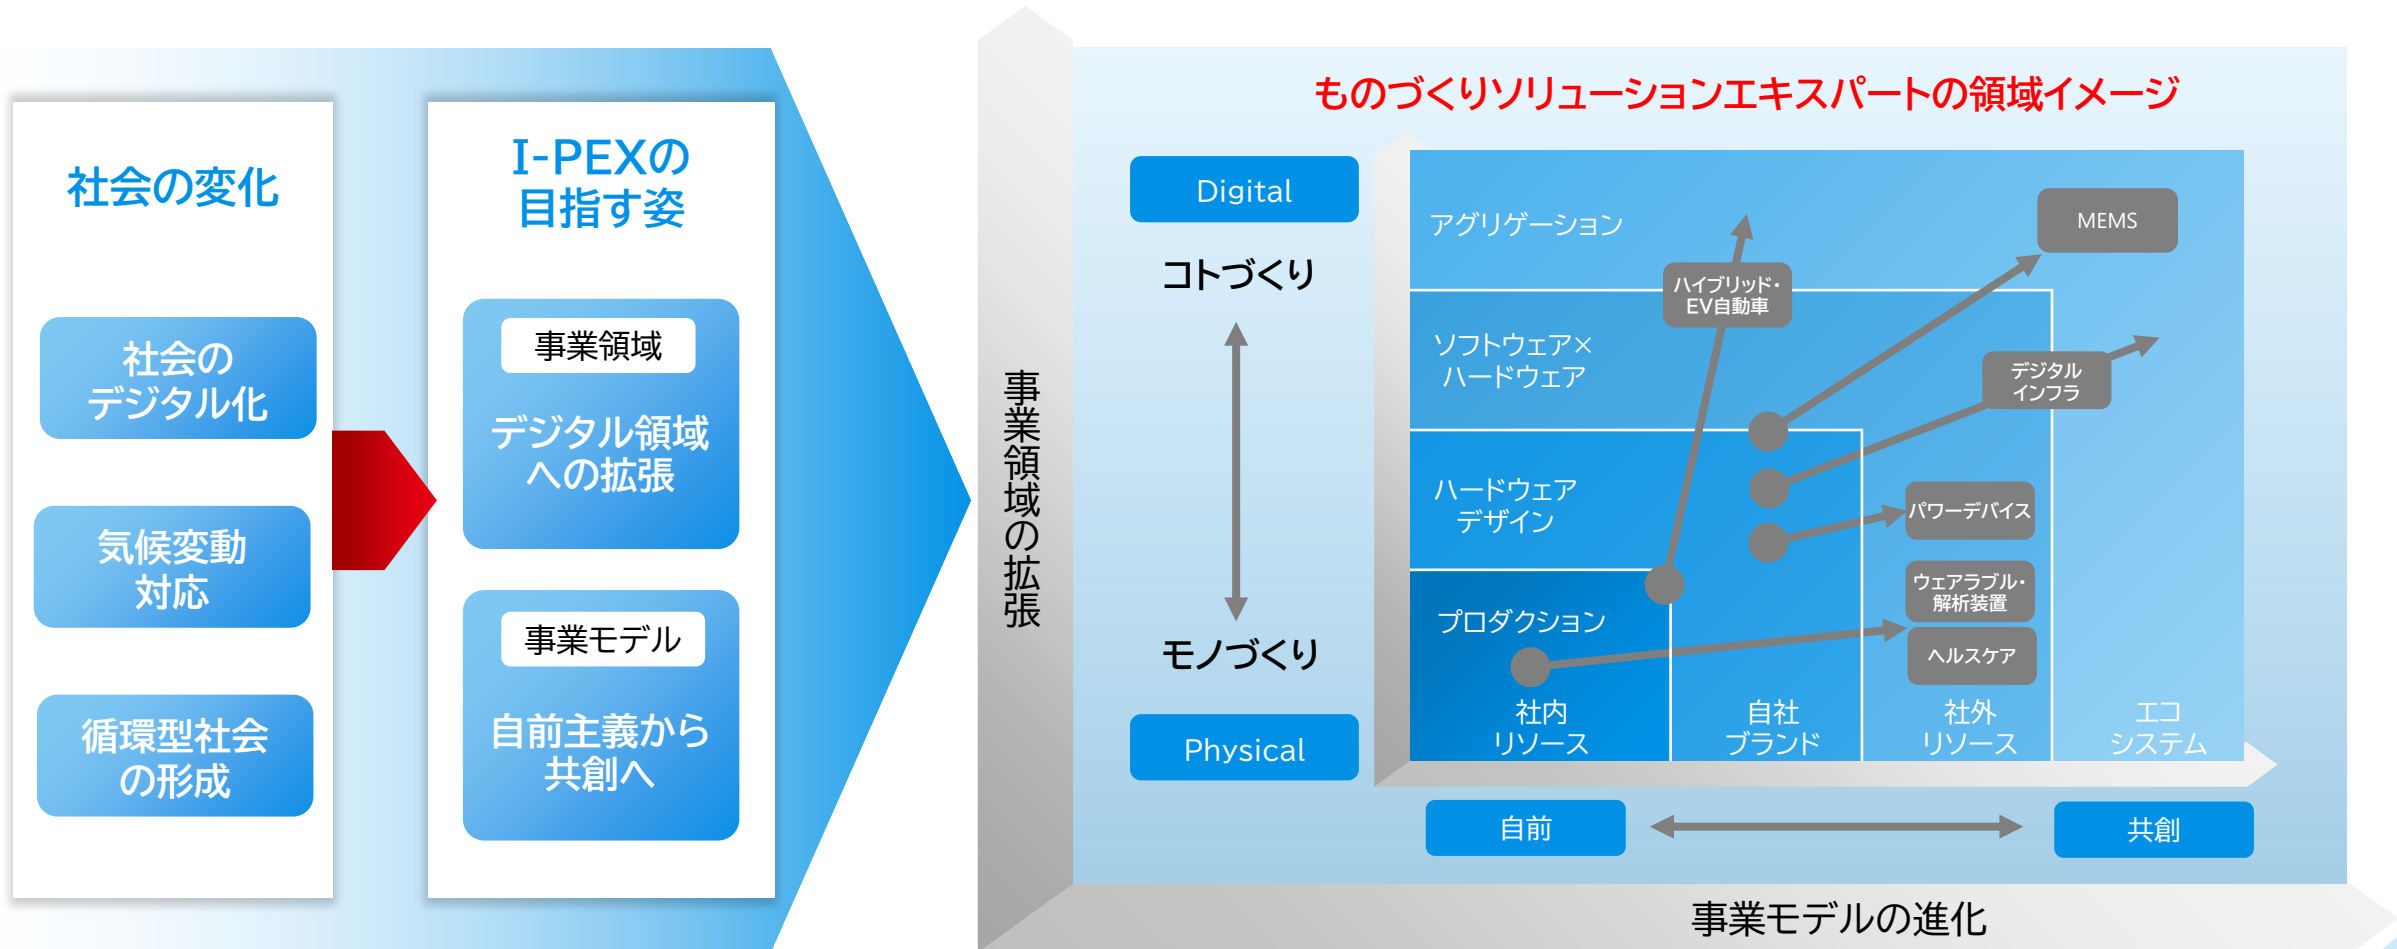 社会の変化
社会の
デジタル化
気候変動
対応
循環型社会
の形成
I-PEXの
目指す姿
事業領域
デジタル領域
への拡張
事業モデル
自前主義から
共創へ
事業領域の拡張
ものづくりソリューションエキスパートの領域イメージ
Digital
コトづくり
モノづくり
Physical
アグリゲーション
ソフトウェア×
ハードウェア
ハードウェア
デザイン
プロダクション
ハイブリッド・
EV自動車
MEMS
デジタル
インフラ
パワーデバイス
ウェアラブル・
解析装置
ヘルスケア
社内
リソース
自社
ブランド
社外
リソース
エコ
システム
自前
共創
事業モデルの進化